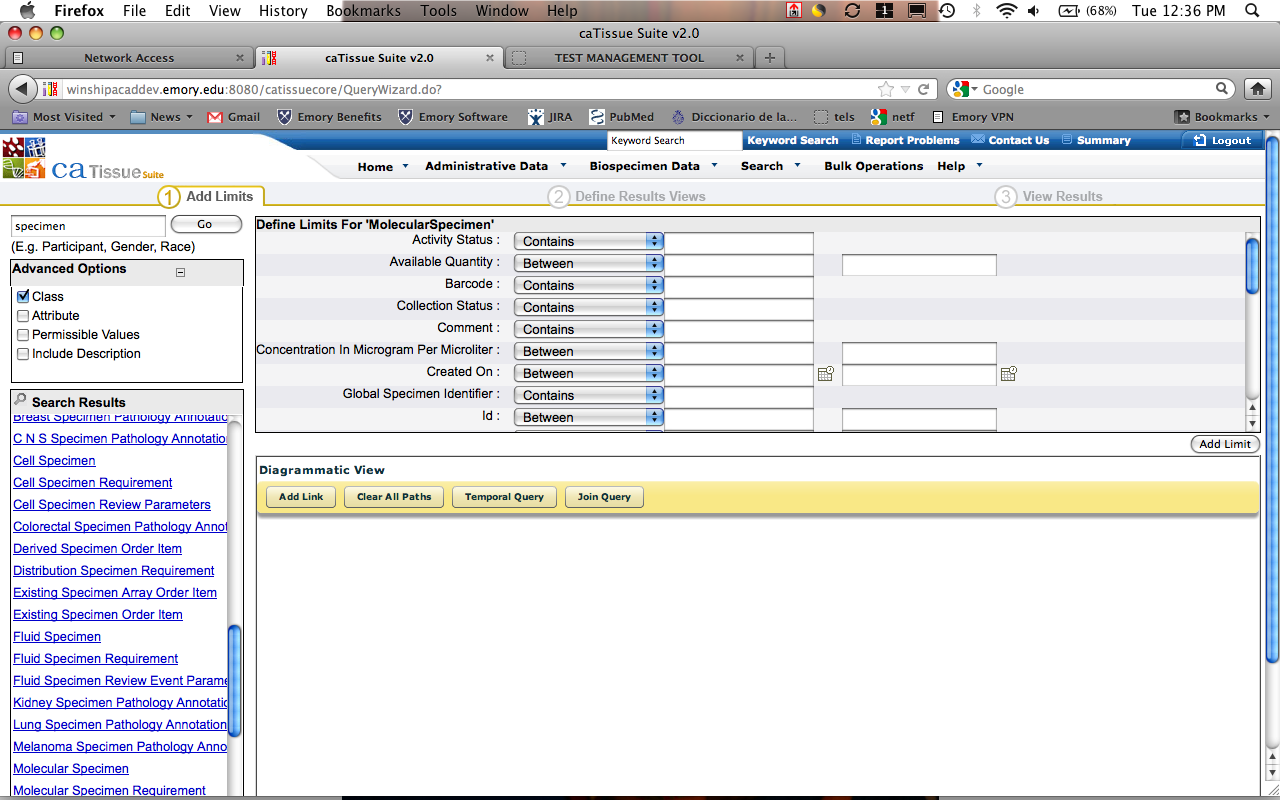 Firefox File Edit View History Bookmarks Tools Window Help 1 (68%) Tue 12:36 PM
caTissue Suite v2.0
Network Access caTissue Suite v2.0 TEST MANAGEMENT TOOL
winshipacaddev.emory.edu:8080/catissuecore/QueryWizard.do? Google
Most Visited News Gmail Emory Benefits Emory Software JIRA PubMed Diccionario de la... tels netf Emory VPN Bookmarks
Keyword Search Keyword Search Report Problems Contact Us Summary Logout
ca Tissue Suite
Home Administrative Data Biospecimen Data Search Bulk Operations Help
1 Add Limits 2 Define Results Views 3 View Results
specimen Go
(E.g. Participant, Gender, Race)
Advanced Options
Class
Attribute
Permissible Values
Include Description
Search Results
Breast Specimen Pathology Annotatio
C N S Specimen Pathology Annotation
Cell Specimen
Cell Specimen Requirement
Cell Specimen Review Parameters
Colorectal Specimen Pathology Annot
Derived Specimen Order Item
Distribution Specimen Requirement
Existing Specimen Array Order Item
Existing Specimen Order Item
Fluid Specimen
Fluid Specimen Requirement
Fluid Specimen Review Event Parame
Kidney Specimen Pathology Annotatio
Lung Specimen Pathology Annotation
Melanoma Specimen Pathology Anno
Molecular Specimen
Molecular Specimen Requirement
Define Limits For 'MolecularSpecimen'
Activity Status : Contains
Available Quantity : Between
Barcode : Contains
Collection Status : Contains
Comment : Contains
Concentration In Microgram Per Microliter : Between
Created On : Between
Global Specimen Identifier : Contains
Id : Between
Add Limit
Diagrammatic View
Add Link Clear All Paths Temporal Query Join Query